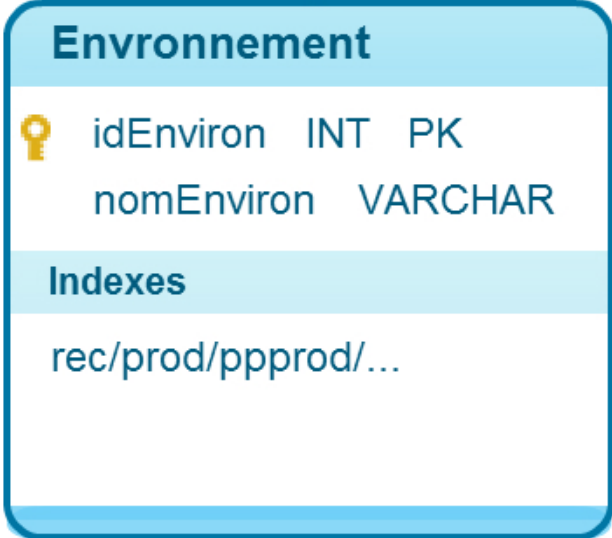 Envronnement
idEnviron INT PK
nomEnviron VARCHAR
Indexes
rec/prod/ppprod/...